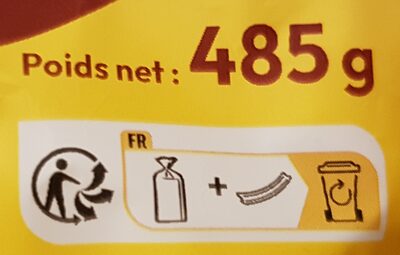 Poids net : 485 g
FR
+